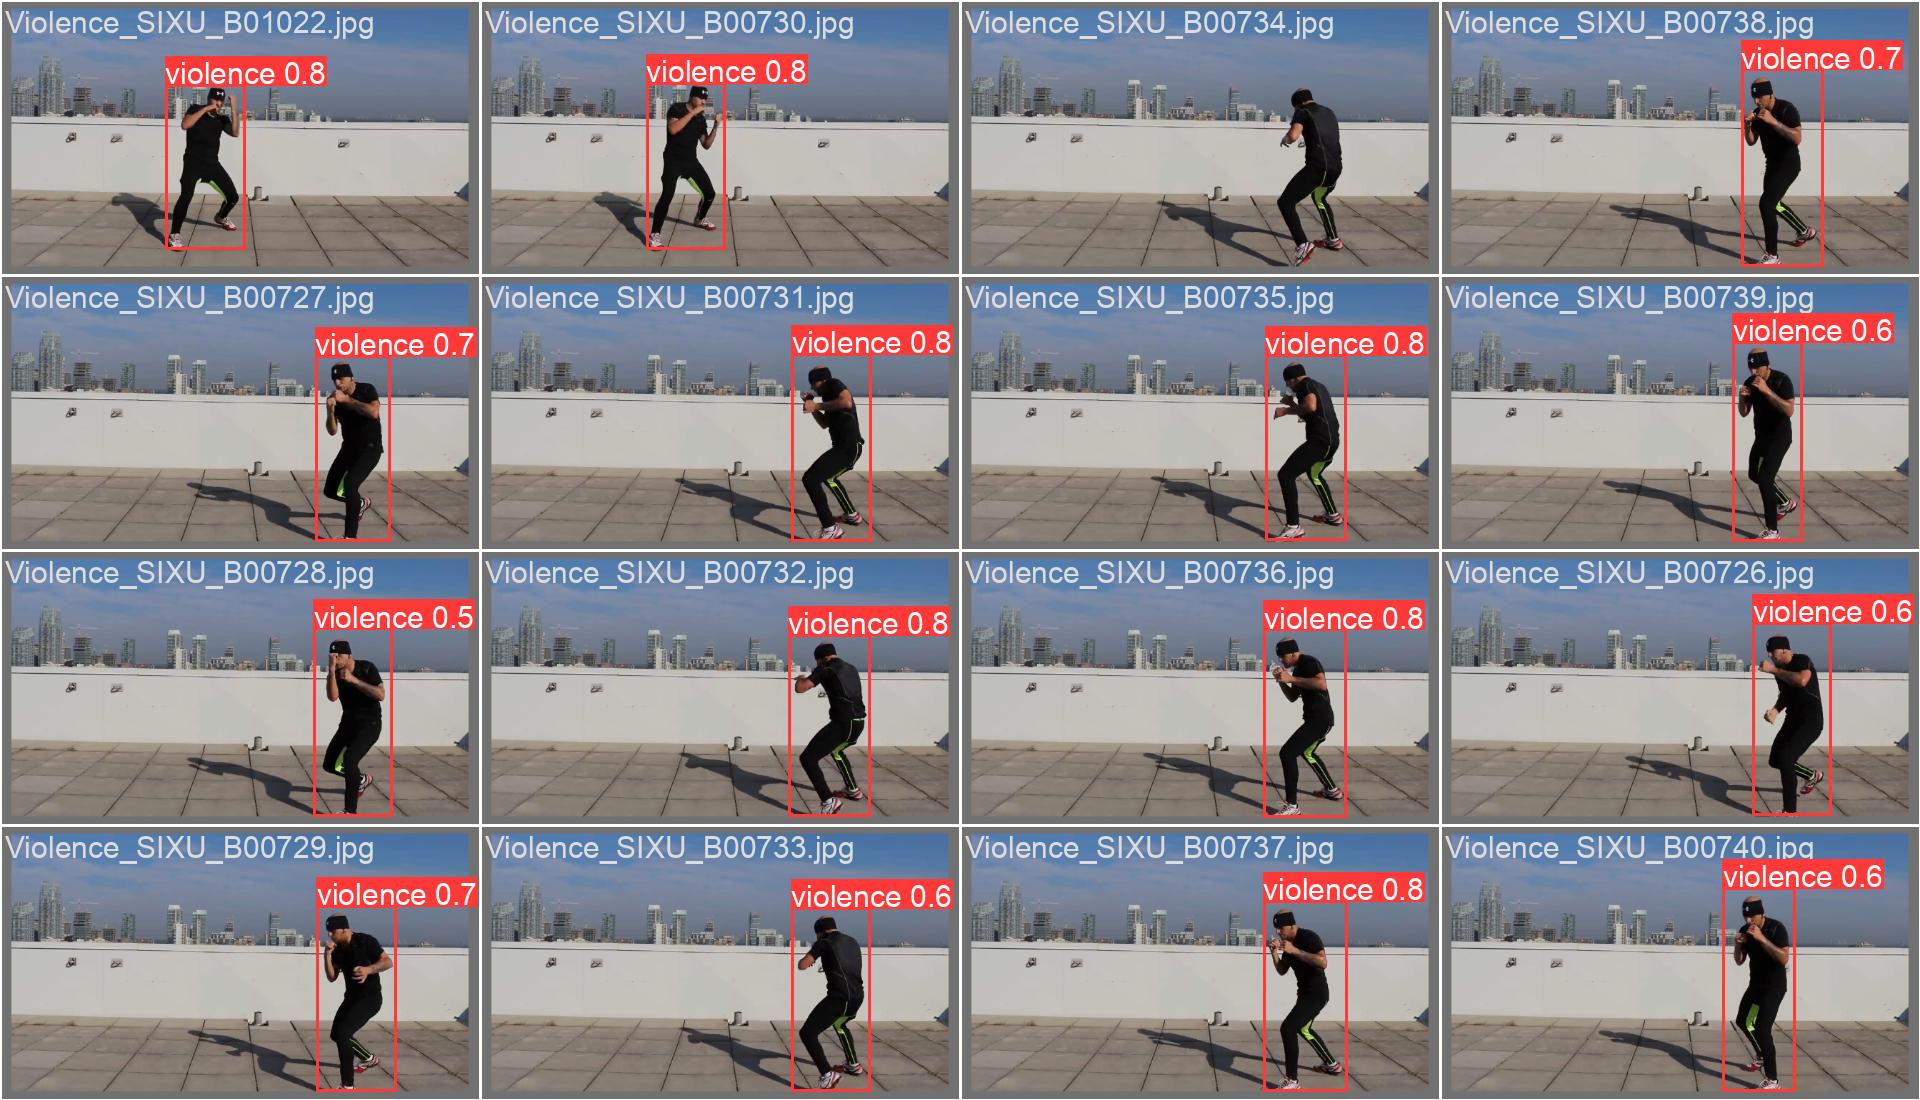 Violence_SIXU_B01022.jpg
violence 0.8
Violence_SIXU_B00730.jpg
violence 0.8
Violence_SIXU_B00734.jpg
Violence_SIXU_B00738.jpg
violence 0.7
Violence_SIXU_B00727.jpg
violence 0.7
Violence_SIXU_B00731.jpg
violence 0.8
Violence_SIXU_B00735.jpg
violence 0.8
Violence_SIXU_B00739.jpg
violence 0.6
Violence_SIXU_B00728.jpg
violence 0.5
Violence_SIXU_B00732.jpg
violence 0.8
Violence_SIXU_B00736.jpg
violence 0.8
Violence_SIXU_B00726.jpg
violence 0.6
Violence_SIXU_B00729.jpg
violence 0.7
Violence_SIXU_B00733.jpg
violence 0.6
Violence_SIXU_B00737.jpg
violence 0.8
Violence_SIXU_B00740.jpg
violence 0.6